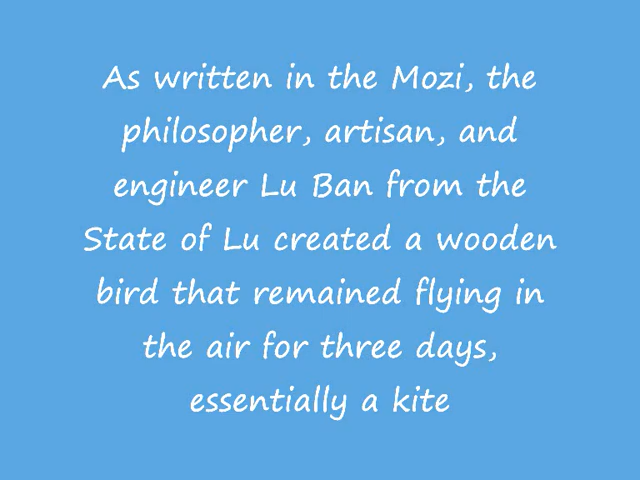 As written in the Mozi, the
philosopher, artisan, and
engineer Lu Ban from the
State of Lu created a wooden
bird that remained flying in
the air for three days,
essentially a kite